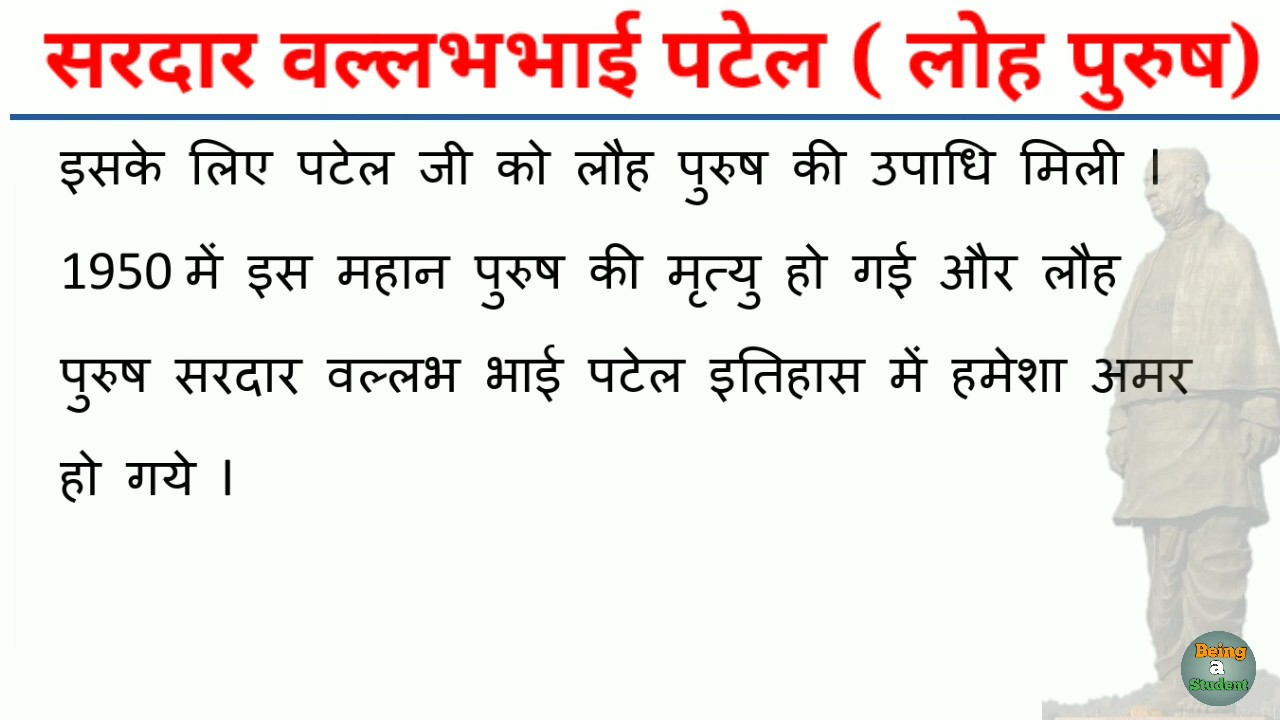 सरदार वल्लभभाई पटेल ( लोह पुरुष)
इसके लिए पटेल जी को लौह पुरुष की उपाधि मिली ।
1950 में इस महान पुरुष की मृत्यु हो गई और लौह
पुरुष सरदार वल्लभ भाई पटेल इतिहास में हमेशा अमर
हो गये ।
Being
a
Student